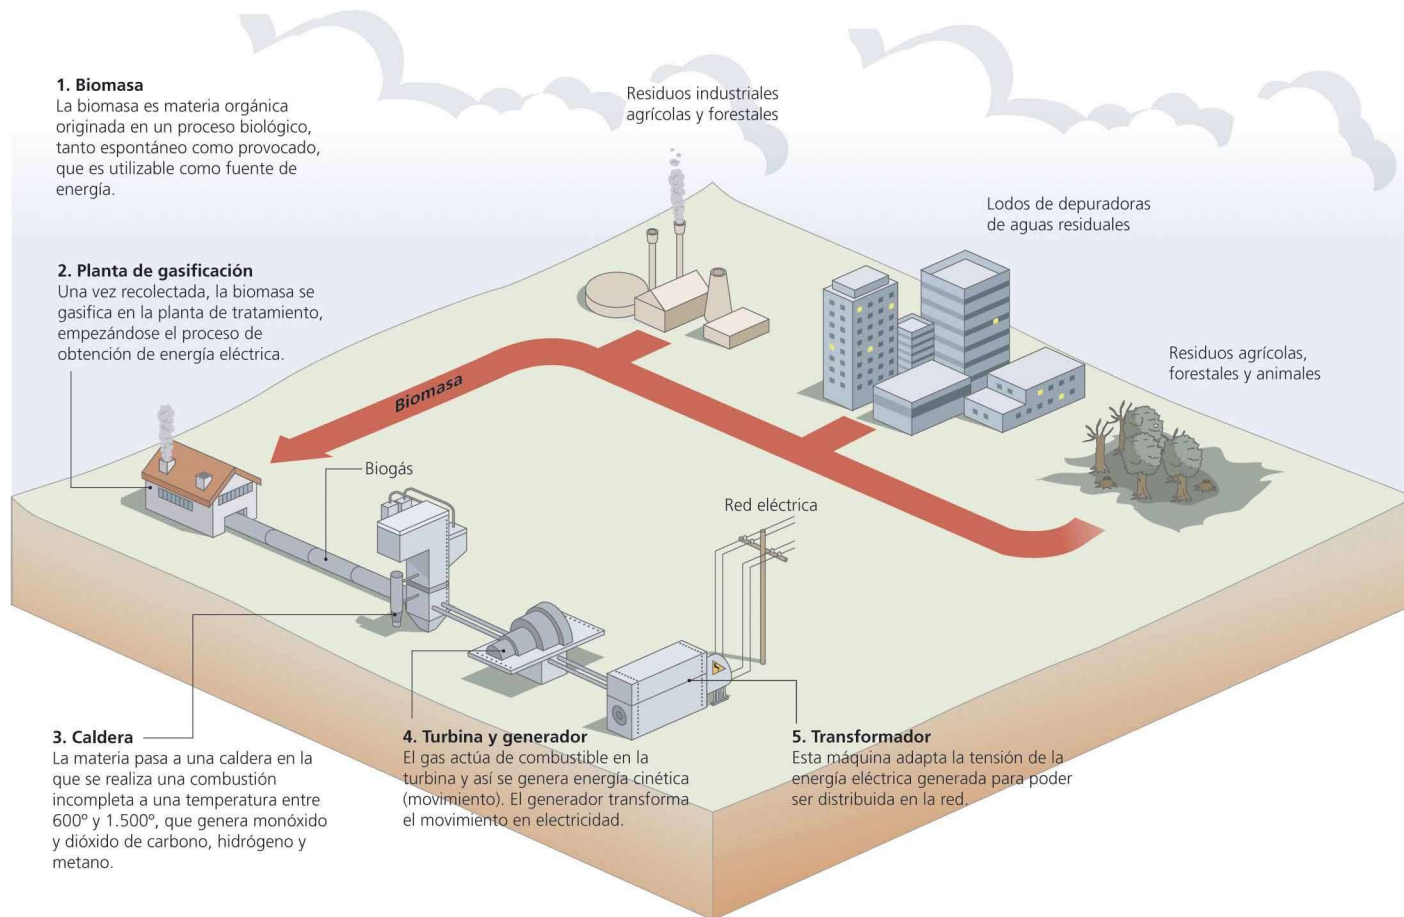 1. Biomasa
La biomasa es materia orgánica
originada en un proceso biológico,
tanto espontáneo como provocado,
que es utilizable como fuente de
energía.
Residuos industriales
agrícolas y forestales
Lodos de depuradoras
de aguas residuales
2. Planta de gasificación
Una vez recolectada, la biomasa se
gasifica en la planta de tratamiento,
empezándose el proceso de
obtención de energía eléctrica.
Residuos agrícolas,
forestales y animales
Biomasa
Biogás
Red eléctrica
3. Caldera
La materia pasa a una caldera en la
que se realiza una combustión
incompleta a una temperatura entre
600º y 1.500º, que genera monóxido
y dióxido de carbono, hidrógeno y
metano.
4. Turbina y generador
El gas actúa de combustible en la
turbina y así se genera energía cinética
(movimiento). El generador transforma
el movimiento en electricidad.
5. Transformador
Esta máquina adapta la tensión de la
energía eléctrica generada para poder
ser distribuida en la red.